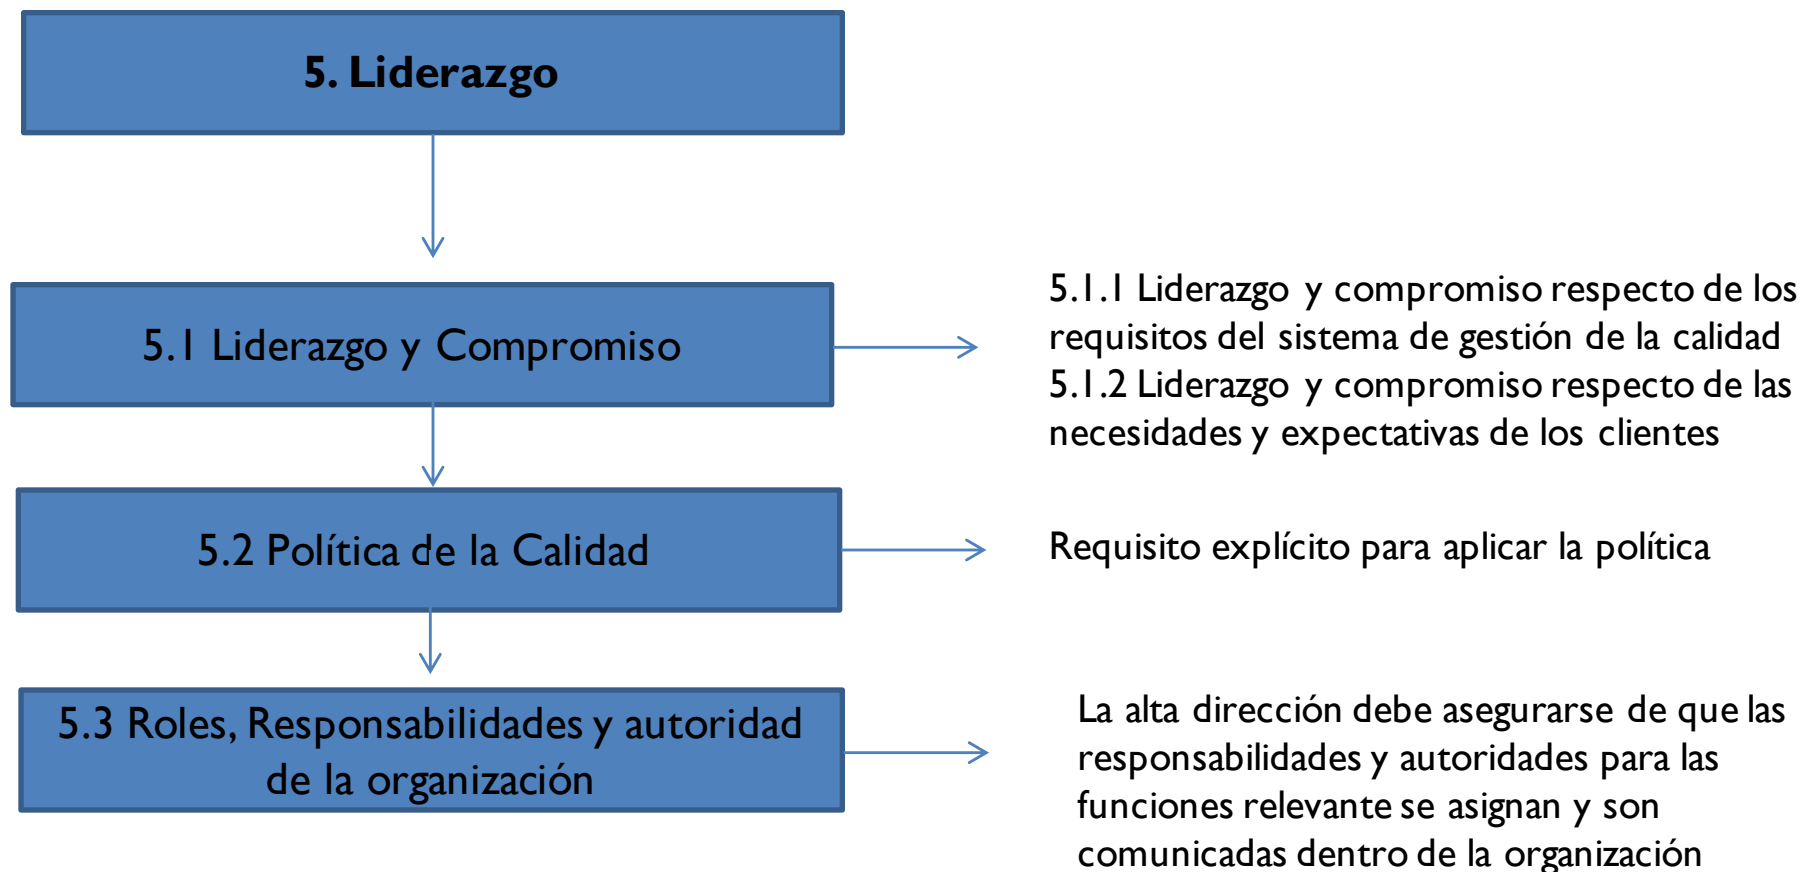 5. Liderazgo
5.1 Liderazgo y Compromiso
5.1.1 Liderazgo y compromiso respecto de los
requisitos del sistema de gestión de la calidad
5.1.2 Liderazgo y compromiso respecto de las
necesidades y expectativas de los clientes
5.2 Política de la Calidad
Requisito explícito para aplicar la política
5.3 Roles, Responsabilidades y autoridad
de la organización
La alta dirección debe asegurarse de que las
responsabilidades y autoridades para las
funciones relevante se asignan y son
comunicadas dentro de la organización